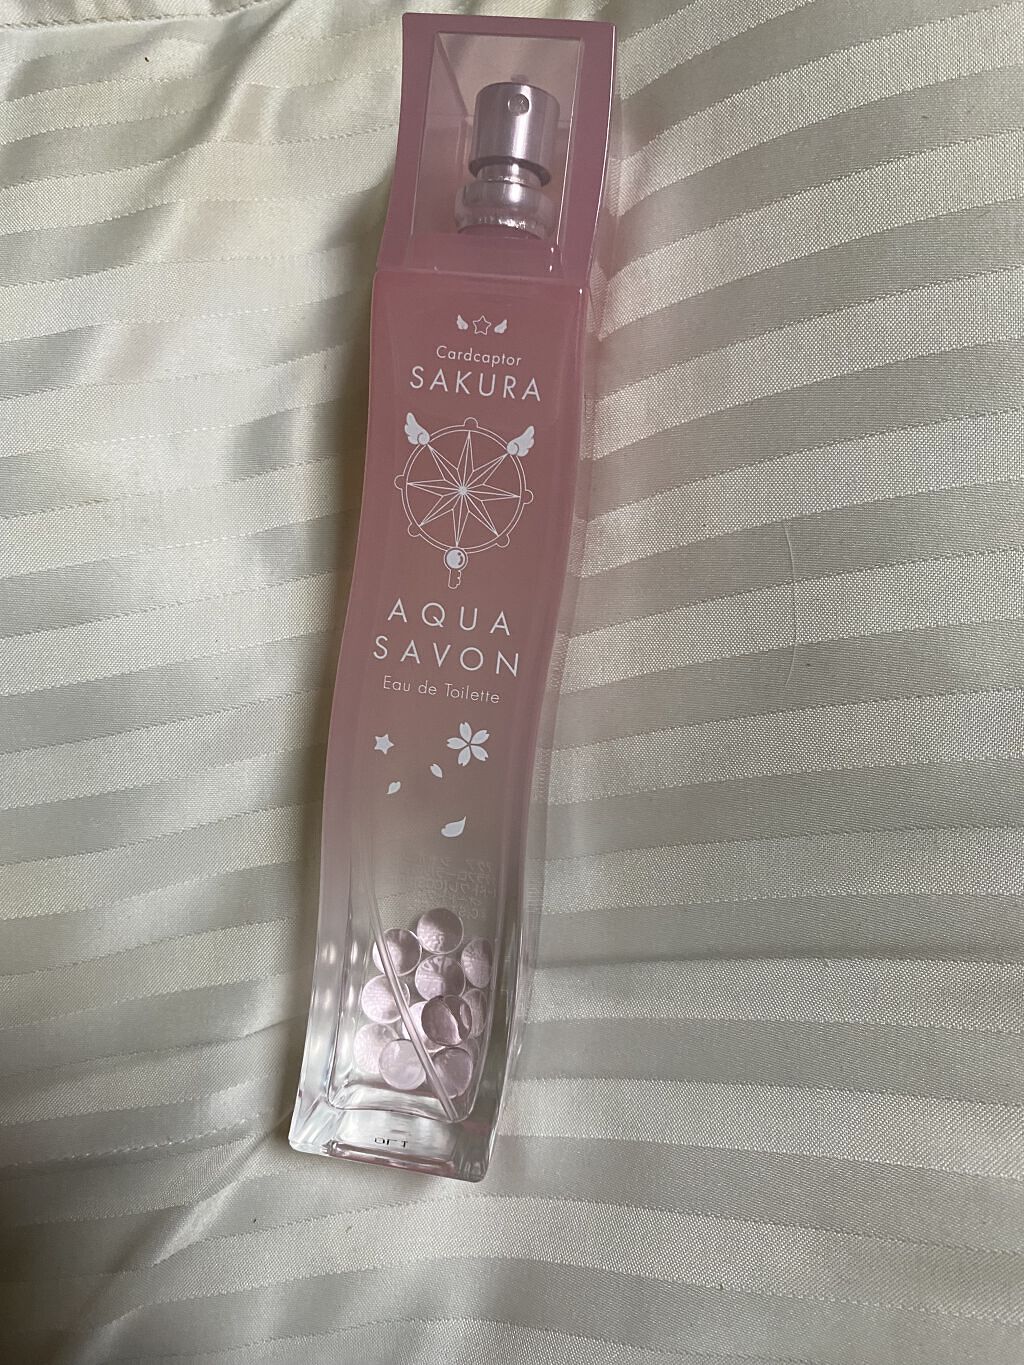 Cardcaptor
SAKURA
AQUA
SAVON
Eau de Toilette